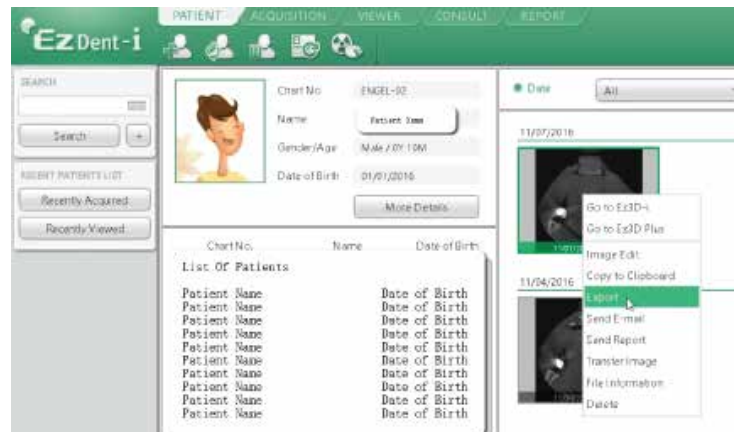 EzDent-i
PATIENT ACQUISITION VIEWER CONSULT REPORT
SEARCH
Search +
RECENT PATIENTS LIST
Recently Acquired
Recently Viewed
Chart No ENGEL-02
Name Patient Name
Gender/Age Male / 0Y 10M
Date of Birth 01/01/2016
More Details
Chart No. Name Date of Birth
List Of Patients
Patient Name Date of Birth
Patient Name Date of Birth
Patient Name Date of Birth
Patient Name Date of Birth
Patient Name Date of Birth
Patient Name Date of Birth
Patient Name Date of Birth
Patient Name Date of Birth
Patient Name Date of Birth
Patient Name Date of Birth
Date All
11/07/2016
Go to Ez3D-i
Go to Ez3D Plus
Image Edit
Copy to Clipboard
Export
Send E-mail
Send Report
Transfer Image
File Information
Delete
11/04/2016